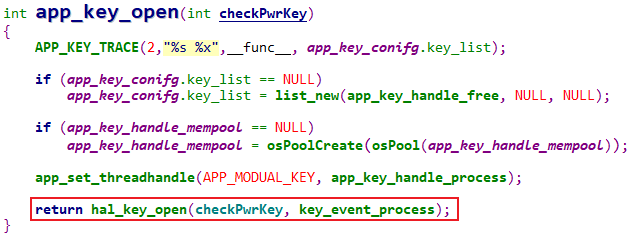 int app_key_open(int checkPwrKey)
{
APP_KEY_TRACE(2,"%s %x",__func__, app_key_conifg.key_list);
if (app_key_conifg.key_list == NULL)
app_key_conifg.key_list = list_new(app_key_handle_free, NULL, NULL);
if (app_key_handle_mempool == NULL)
app_key_handle_mempool = osPoolCreate(osPool(app_key_handle_mempool));
app_set_threadhandle(APP_MODUAL_KEY, app_key_handle_process);
return hal_key_open(checkPwrKey, key_event_process);
}